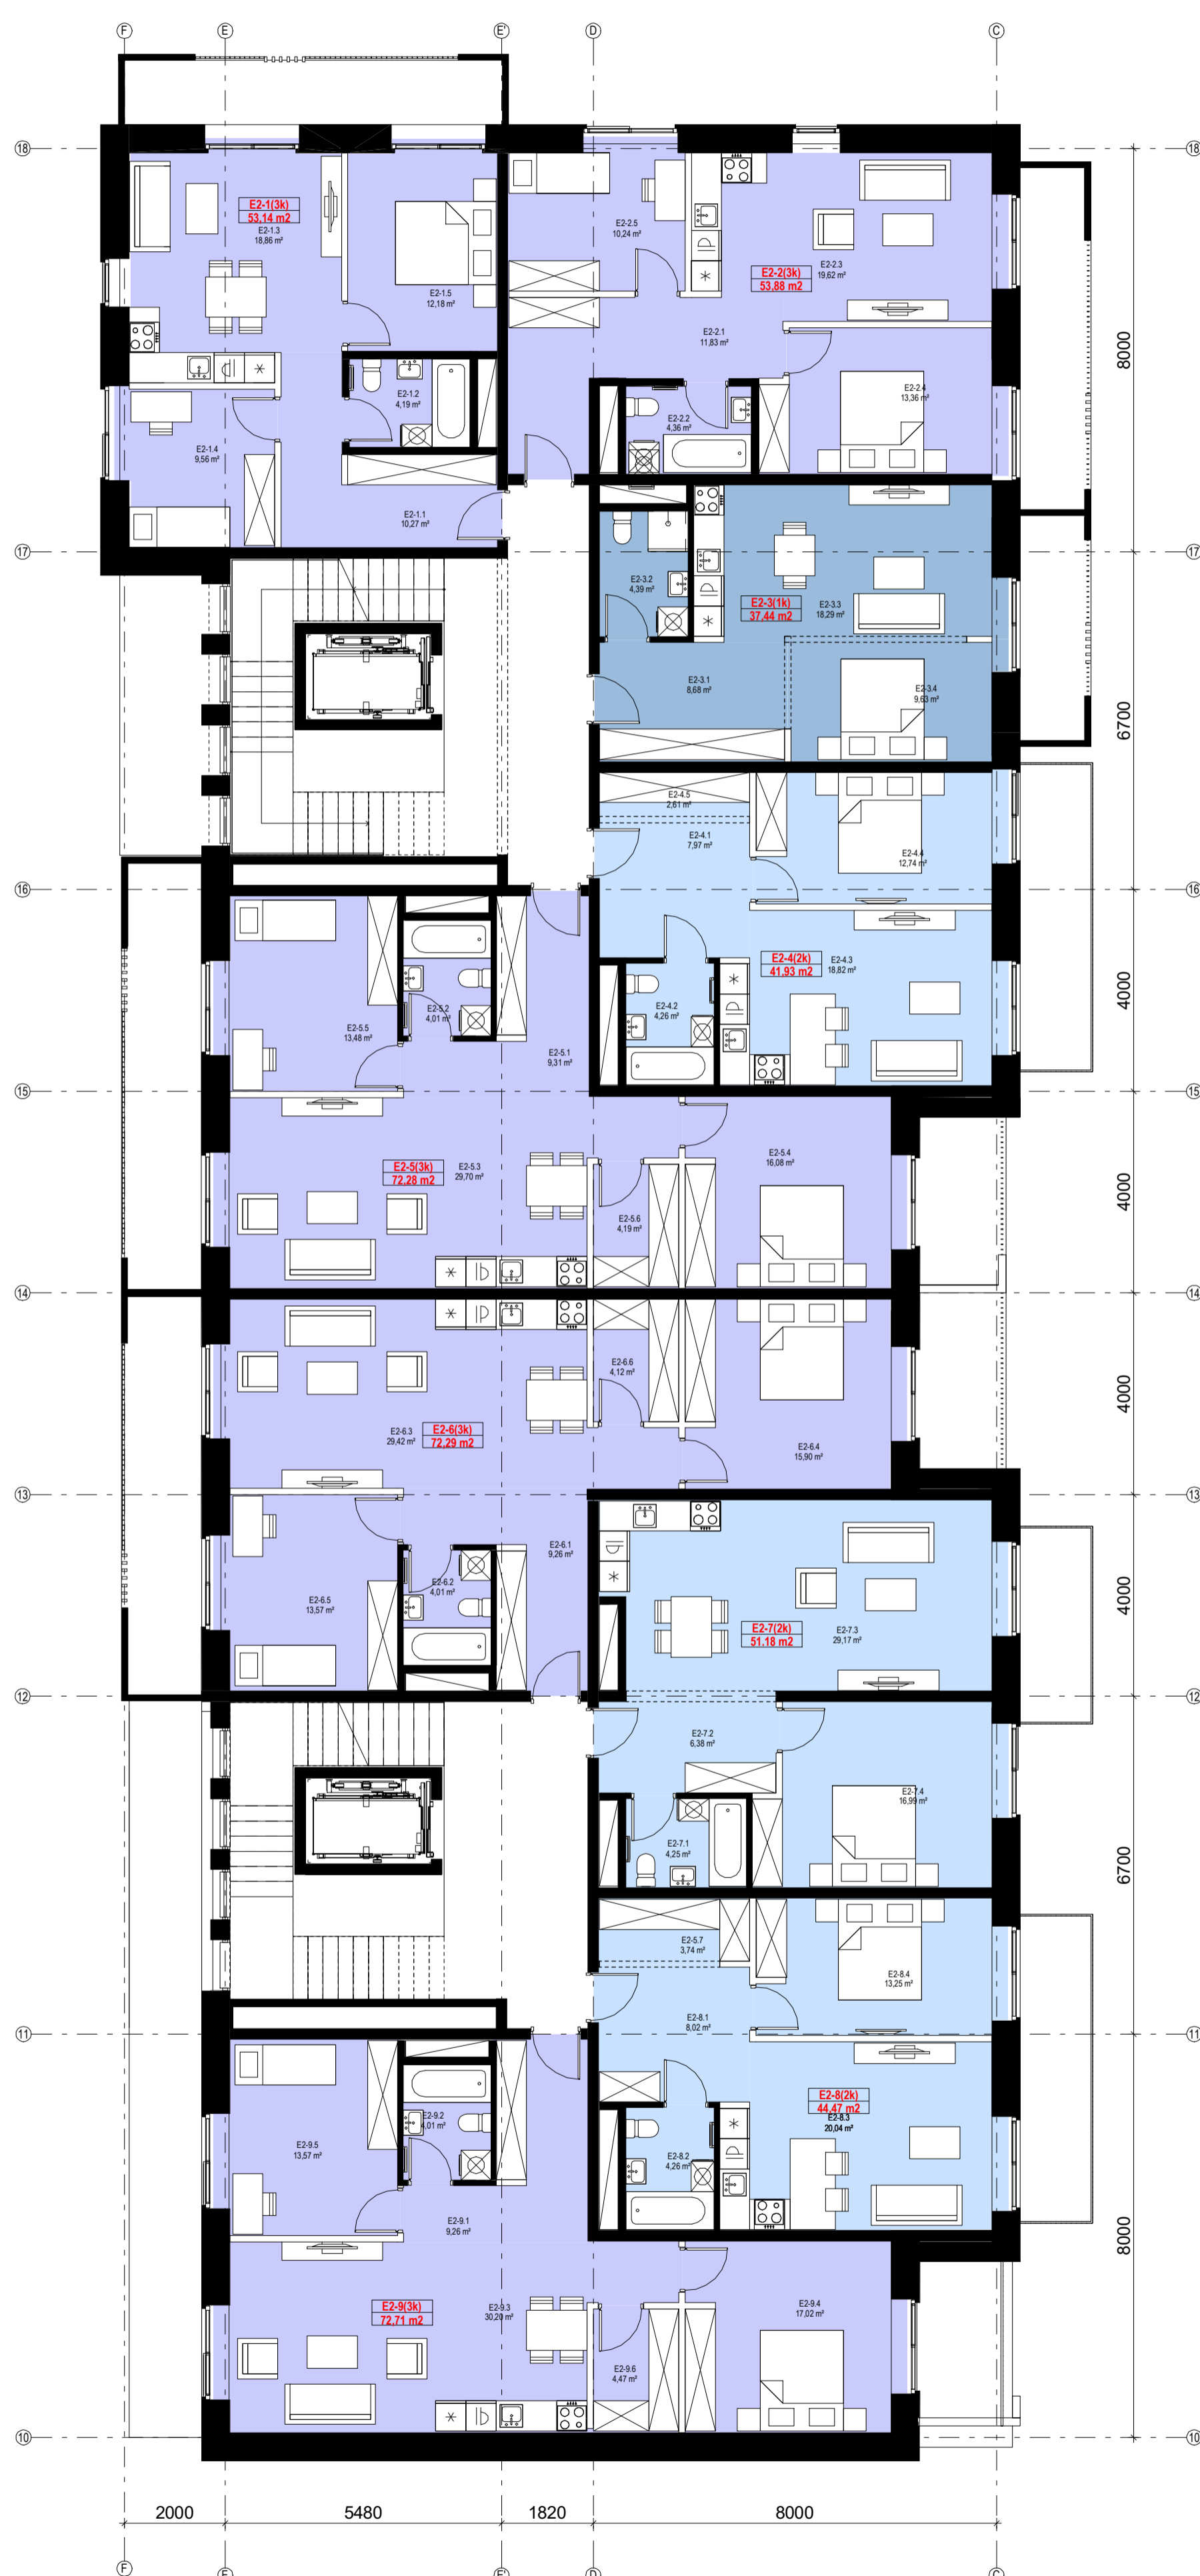 F E E' D C
18 18
E2-1(3k)
53,14 m2
E2-1.3
18,86 m²
E2-1.5
12,18 m²
E2-1.2
4,19 m²
E2-1.4
9,56 m²
E2-1.1
10,27 m²
E2-2.5
10,24 m²
E2-2(3k)
53,88 m2
E2-2.3
19,62 m²
E2-2.1
11,83 m²
E2-2.4
13,36 m²
E2-2.2
4,36 m²
8000
17 17
E2-3.2
4,39 m²
E2-3(1k)
37,44 m2
E2-3.3
18,29 m²
E2-3.1
8,68 m²
E2-3.4
9,63 m²
6700
E2-4.5
2,61 m²
E2-4.1
7,97 m²
E2-4.4
12,74 m²
16 16
E2-4(2k)
41,93 m2
E2-4.3
18,82 m²
E2-4.2
4,26 m²
4000
E2-5.2
4,01 m²
E2-5.5
13,48 m²
E2-5.1
9,31 m²
15 15
E2-5(3k)
72,28 m2
E2-5.3
29,70 m²
E2-5.4
16,08 m²
E2-5.6
4,19 m²
4000
14 14
E2-6.6
4,12 m²
E2-6.3
29,42 m²
E2-6(3k)
72,29 m2
E2-6.4
15,90 m²
4000
13 13
E2-6.1
9,26 m²
E2-6.2
4,01 m²
E2-6.5
13,57 m²
E2-7(2k)
51,18 m2
E2-7.3
29,17 m²
4000
12 12
E2-7.2
6,38 m²
E2-7.4
16,99 m²
E2-7.1
4,25 m²
6700
E2-5.7
3,74 m²
E2-8.4
13,25 m²
E2-8.1
8,02 m²
11 11
E2-8(2k)
44,47 m2
E2-8.3
20,04 m²
E2-8.2
4,26 m²
E2-9.2
4,01 m²
E2-9.5
13,57 m²
E2-9.1
9,26 m²
8000
E2-9(3k)
72,71 m2
E2-9.3
30,20 m²
E2-9.4
17,02 m²
E2-9.6
4,47 m²
10 10
2000 5480 1820 8000
F E E' D C